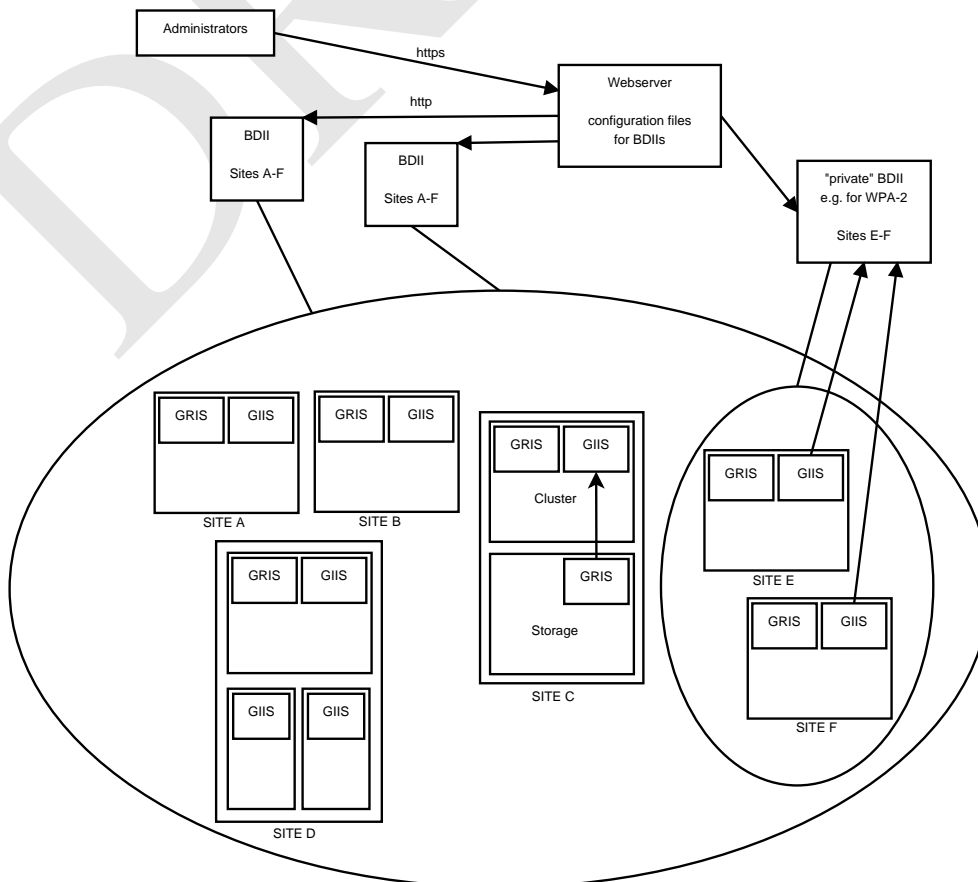 Administrators
https
Webserver
configuration files
for BDIIs
http
BDII
Sites A-F
BDII
Sites A-F
"private" BDII
e.g. for WPA-2
Sites E-F
GRIS
GIIS
SITE A
GRIS
GIIS
SITE B
GRIS
GIIS
Cluster
GRIS
Storage
SITE C
GRIS
GIIS
GIIS
GIIS
SITE D
GRIS
GIIS
SITE E
GRIS
GIIS
SITE F